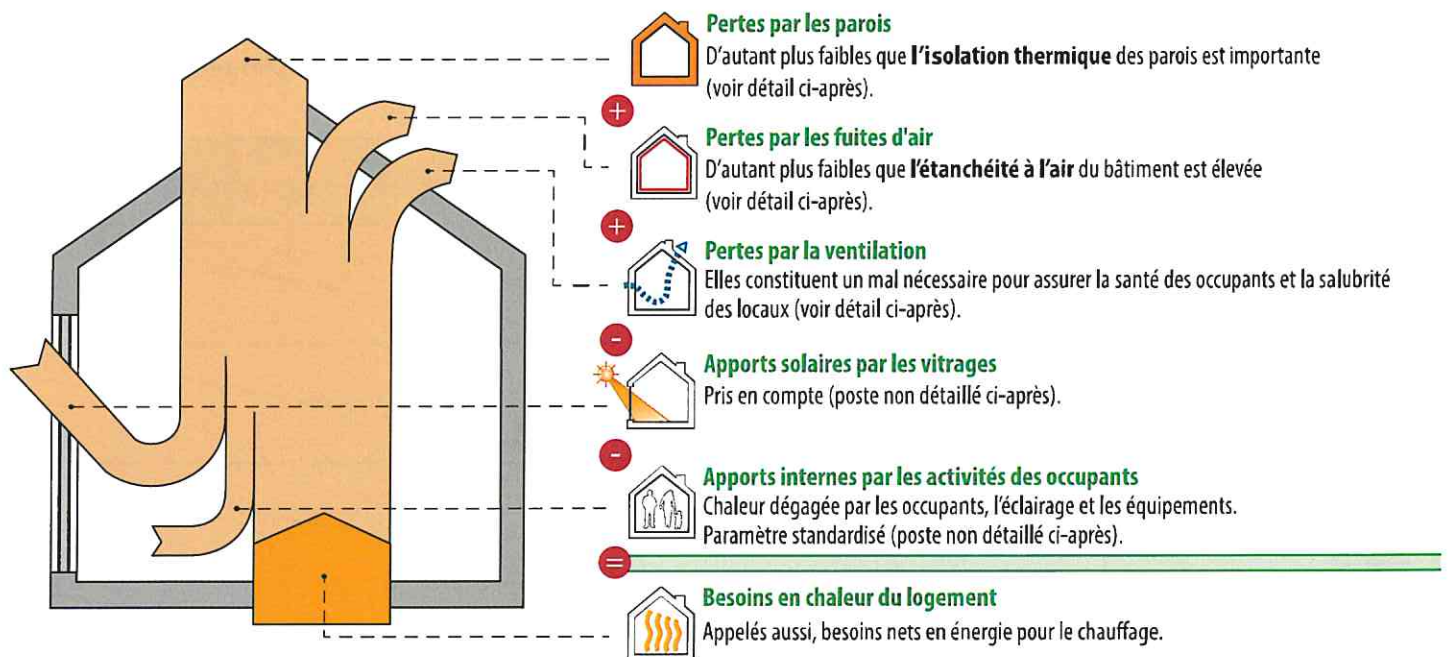 Pertes par les parois
D'autant plus faibles que l'isolation thermique des parois est importante
(voir détail ci-après).
+
Pertes par les fuites d'air
D'autant plus faibles que l'étanchéité à l'air du bâtiment est élevée
(voir détail ci-après).
+
Pertes par la ventilation
Elles constituent un mal nécessaire pour assurer la santé des occupants et la salubrité
des locaux (voir détail ci-après).
-
Apports solaires par les vitrages
Pris en compte (poste non détaillé ci-après).
-
Apports internes par les activités des occupants
Chaleur dégagée par les occupants, l'éclairage et les équipements.
Paramètre standardisé (poste non détaillé ci-après).
=
Besoins en chaleur du logement
Appelés aussi, besoins nets en énergie pour le chauffage.